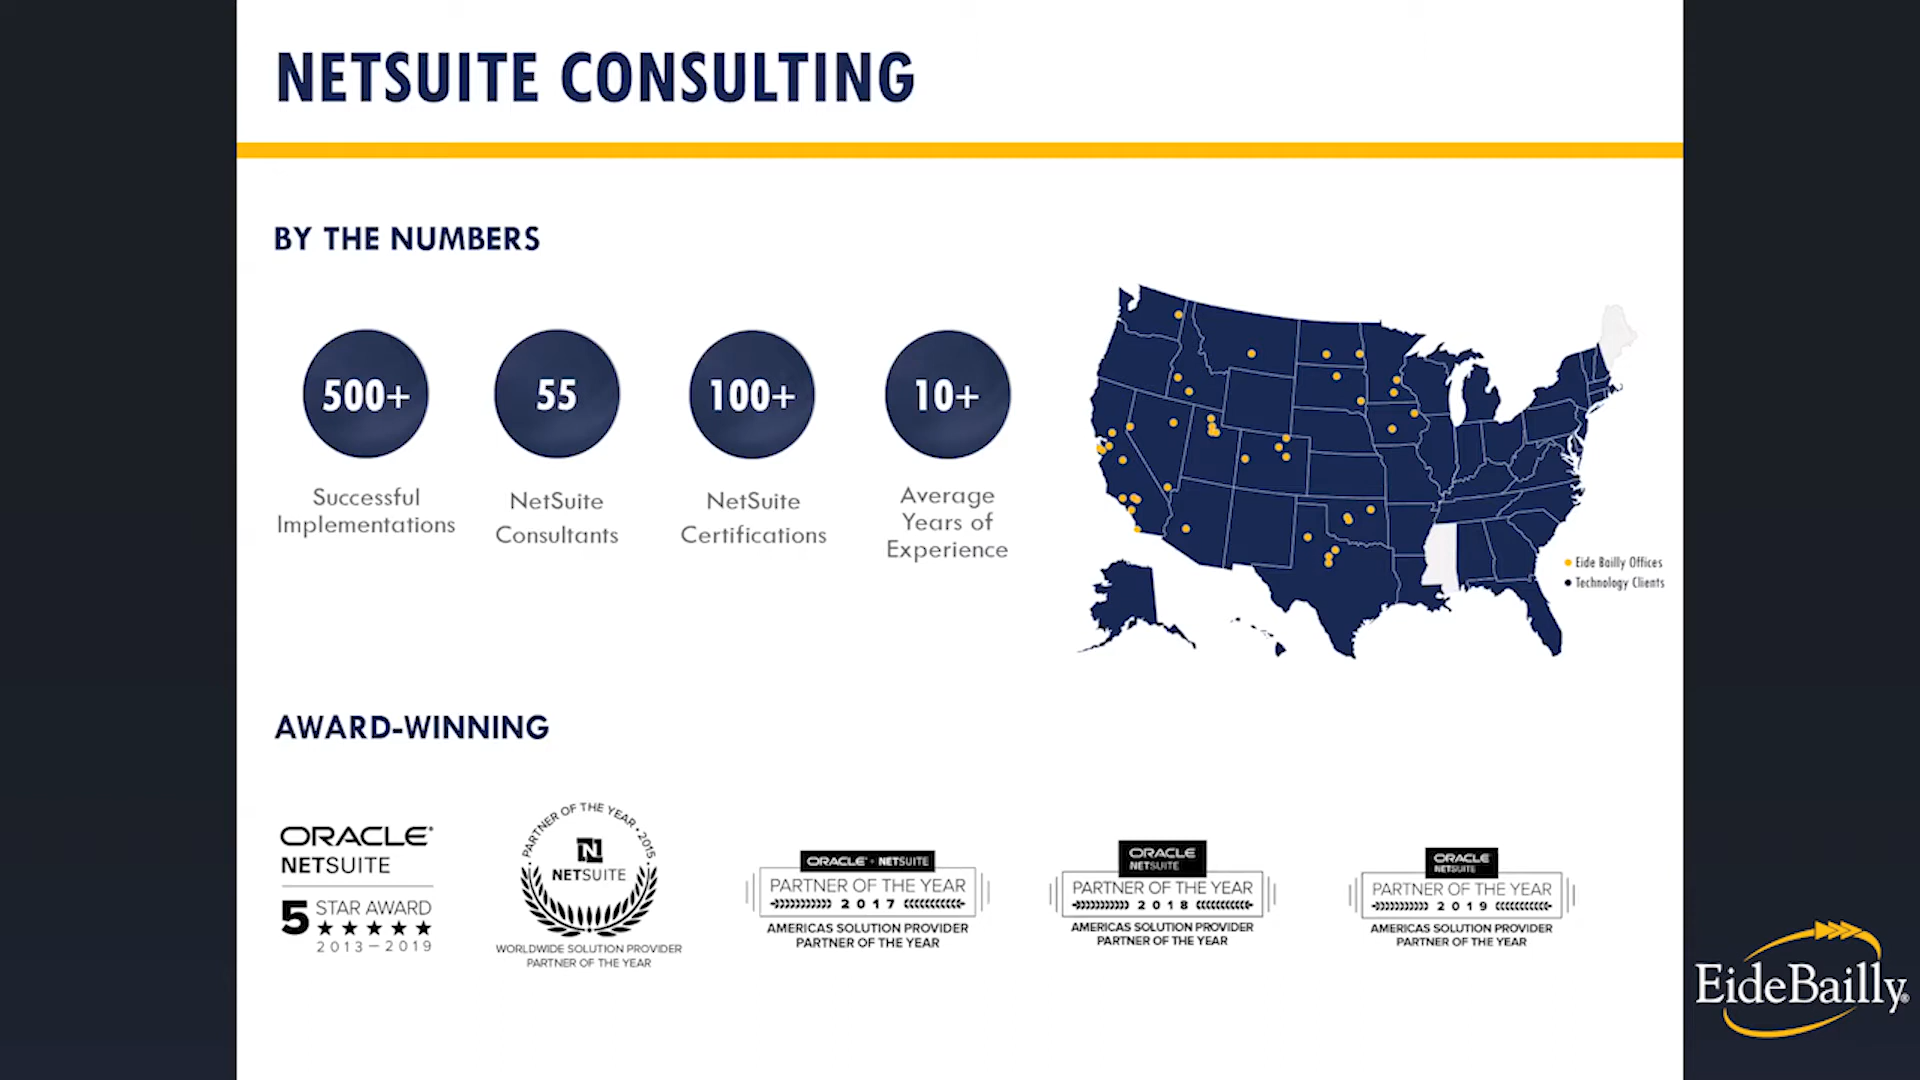 NETSUITE CONSULTING
BY THE NUMBERS
500+
55
100+
10+
Successful
Implementations
NetSuite
Consultants
NetSuite
Certifications
Average
Years of
Experience
Eide Bailly Offices
Technology Clients
AWARD-WINNING
ORACLE®
NETSUITE
5 STAR AWARD
2013–2019
PARTNER OF THE YEAR • 2015
N
NETSUITE
WORLDWIDE SOLUTION PROVIDER
PARTNER OF THE YEAR
ORACLE® + NETSUITE
PARTNER OF THE YEAR
2017
AMERICAS SOLUTION PROVIDER
PARTNER OF THE YEAR
ORACLE
NETSUITE
PARTNER OF THE YEAR
2018
AMERICAS SOLUTION PROVIDER
PARTNER OF THE YEAR
ORACLE
NETSUITE
PARTNER OF THE YEAR
2019
AMERICAS SOLUTION PROVIDER
PARTNER OF THE YEAR
EideBailly®